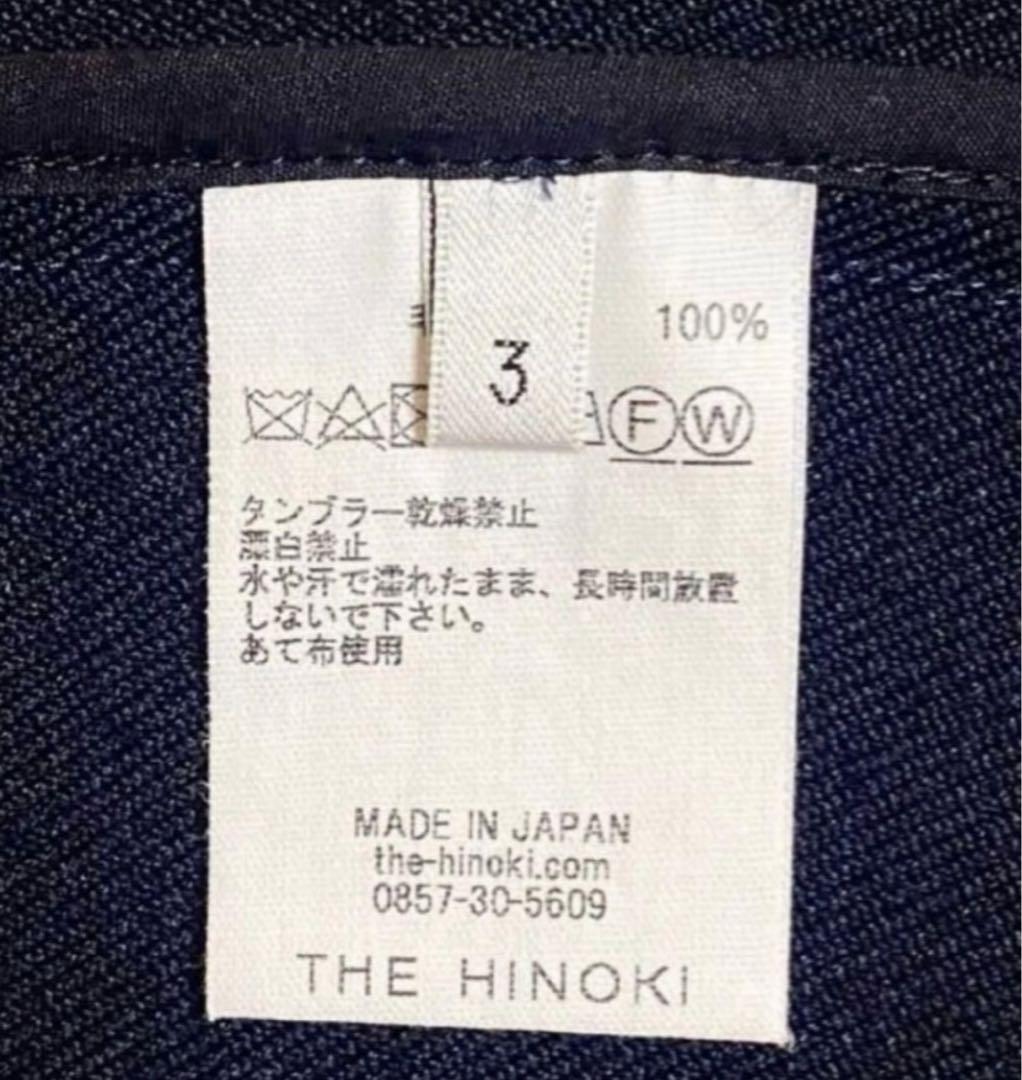 100%
3
F W
タンブラー乾燥禁止
漂白禁止
水や汗で濡れたまま、長時間放置
しないで下さい。
あて布使用
MADE IN JAPAN
the-hinoki.com
0857-30-5609
THE HINOKI